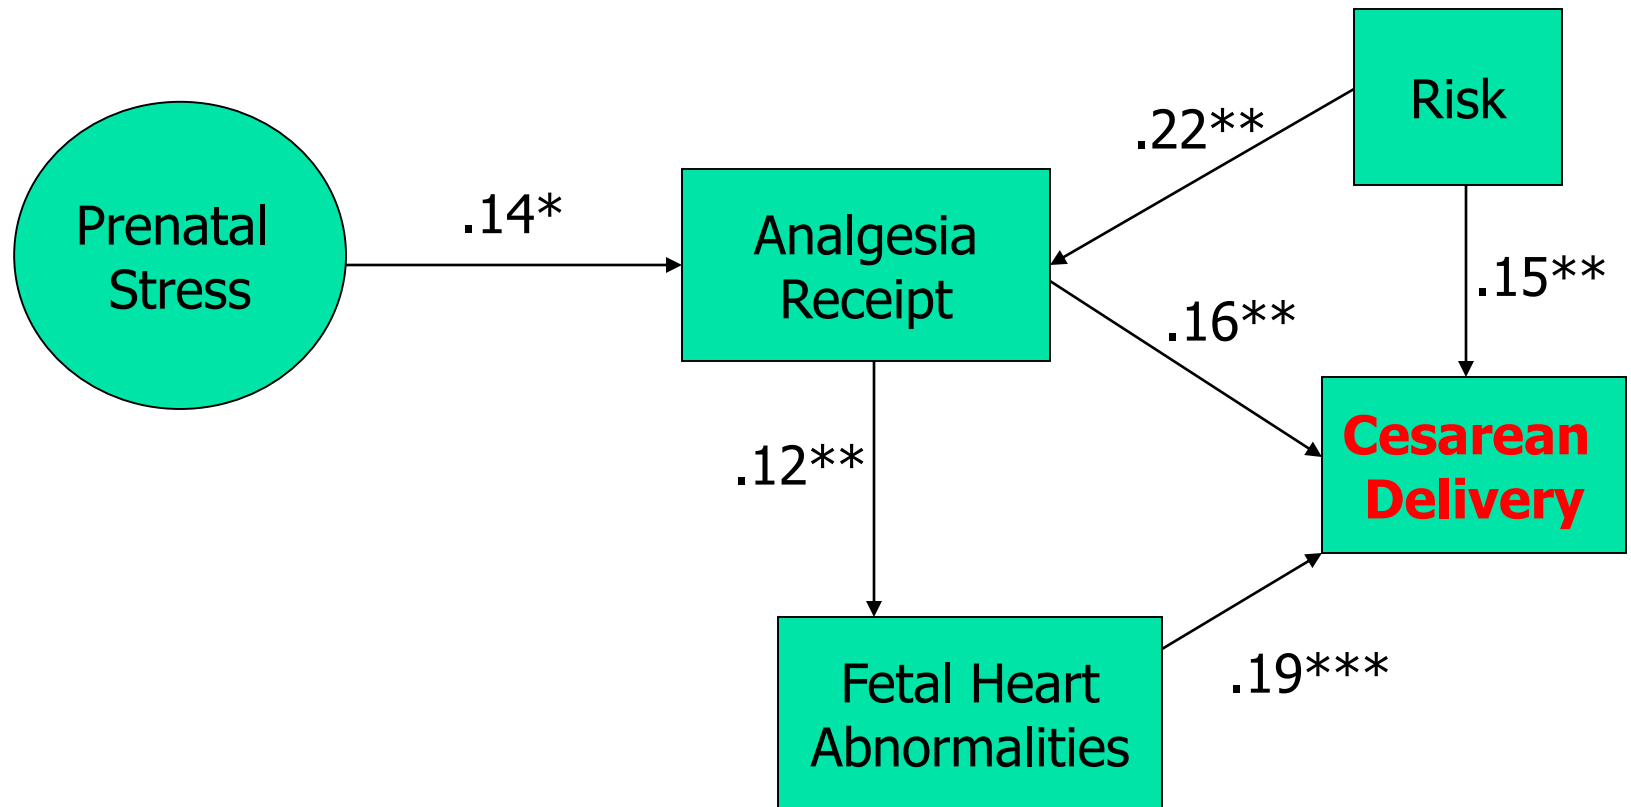 Risk
.22**
Prenatal
Stress
.14*
Analgesia
Receipt
.15**
.16**
Cesarean
Delivery
.12**
Fetal Heart
Abnormalities
.19***